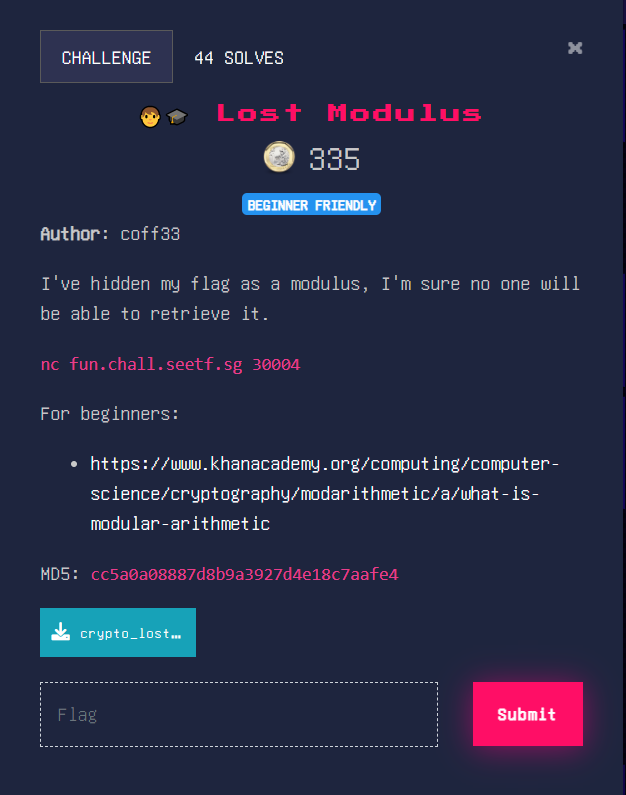 CHALLENGE 44 SOLVES
Lost Modulus
335
BEGINNER FRIENDLY
Author: coff33
I've hidden my flag as a modulus, I'm sure no one will
be able to retrieve it.
nc fun.chall.seetf.sg 30004
For beginners:
• https://www.khanacademy.org/computing/computer-
science/cryptography/modarithmetic/a/what-is-
modular-arithmetic
MD5: cc5a0a08887d8b9a3927d4e18c7aafe4
crypto_lost…
Flag Submit